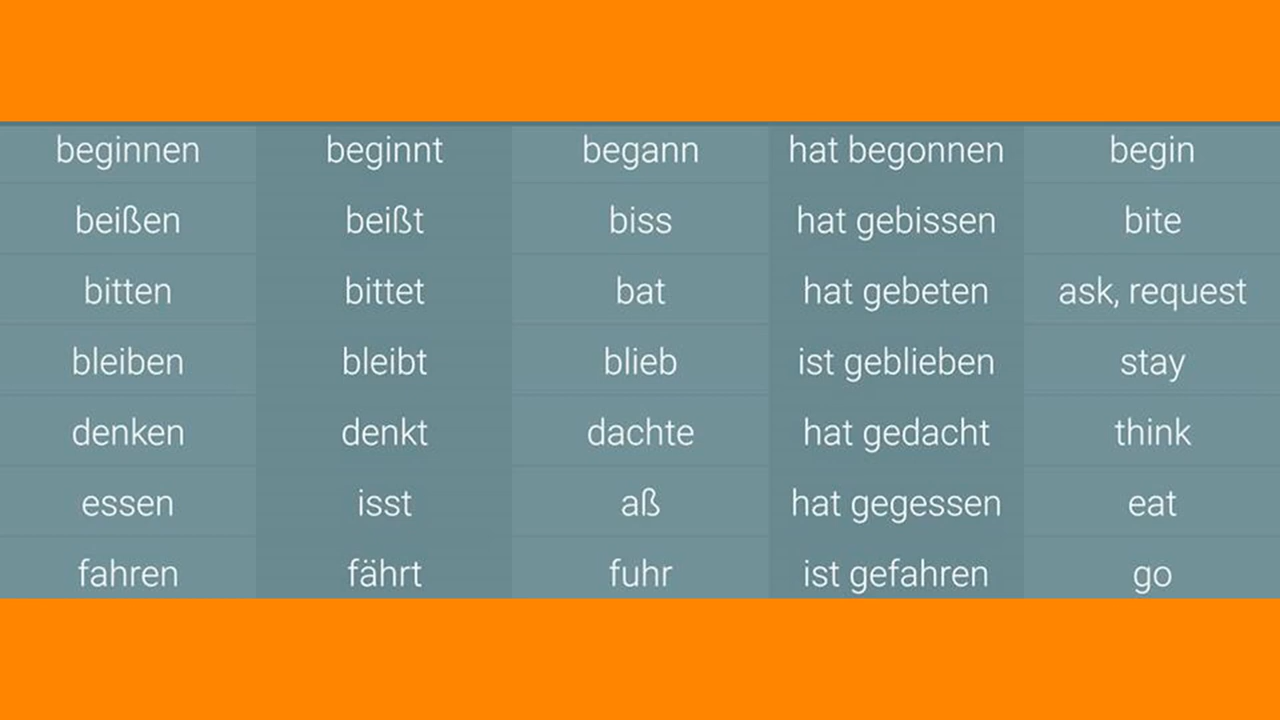 beginnen beginnt begann hat begonnen begin
beißen beißt biss hat gebissen bite
bitten bittet bat hat gebeten ask, request
bleiben bleibt blieb ist geblieben stay
denken denkt dachte hat gedacht think
essen isst aß hat gegessen eat
fahren fährt fuhr ist gefahren go